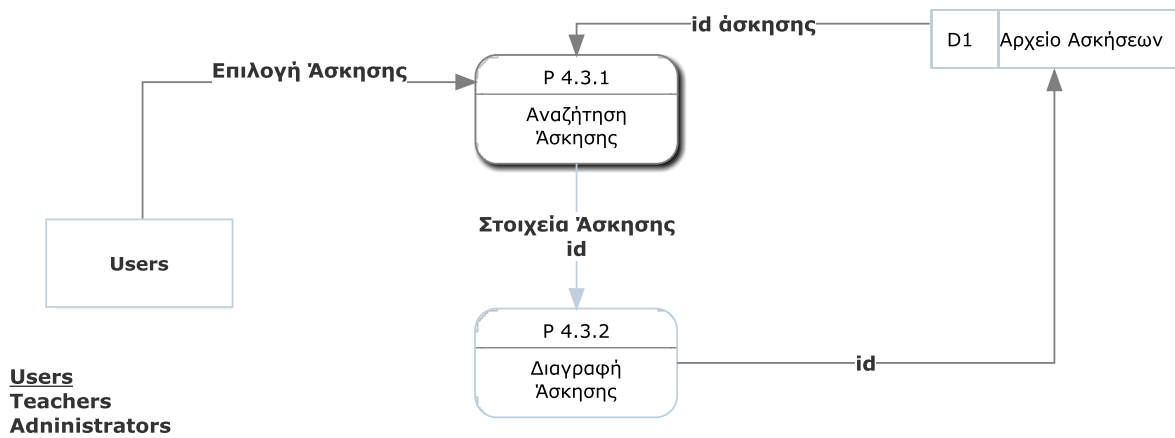 id άσκησης
D1
Αρχείο Ασκήσεων
Επιλογή Άσκησης
P 4.3.1
Αναζήτηση
Άσκησης
Στοιχεία Άσκησης
id
Users
P 4.3.2
Διαγραφή
Άσκησης
id
Users
Teachers
Adninistrators